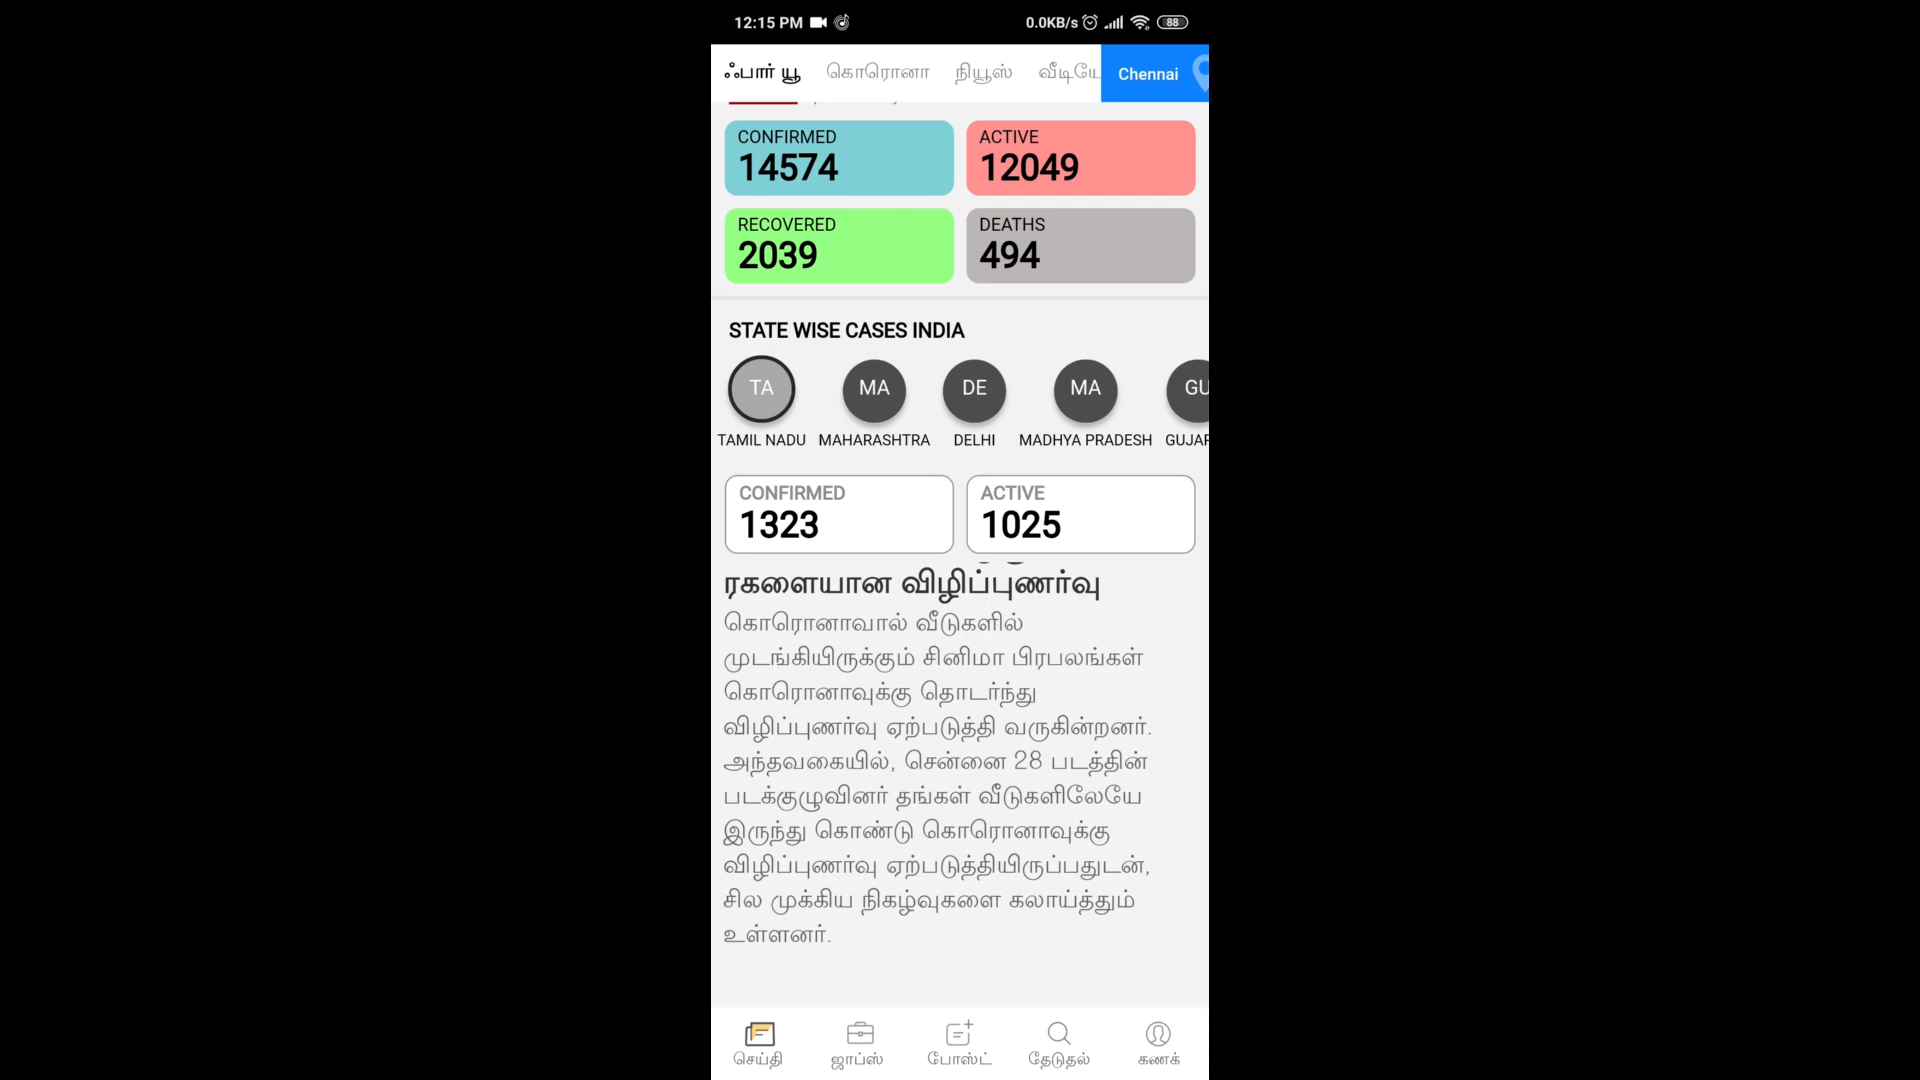 12:15 PM 0.0KB/s 88
ஃபார் யூ கொரோனா நியூஸ் Chennai
CONFIRMED ACTIVE
14574 12049
RECOVERED DEATHS
2039 494
STATE WISE CASES INDIA
TA MA DE MA GU
TAMIL NADU MAHARASHTRA DELHI MADHYA PRADESH
CONFIRMED ACTIVE
1323 1025
ரகளையான விழிப்புணர்வு
கொரொனாவால் வீடுகளில்
முடங்கியிருக்கும் சினிமா பிரபலங்கள்
கொரொனாவுக்கு தொடர்ந்து
விழிப்புணர்வு ஏற்படுத்தி வருகின்றனர்.
அந்தவகையில், சென்னை 28 படத்தின்
படக்குழுவினர் தங்கள் வீடுகளிலேயே
இருந்து கொண்டு கொரொனாவுக்கு
விழிப்புணர்வு ஏற்படுத்தியிருப்பதுடன்,
சில முக்கிய நிகழ்வுகளை கலாய்த்தும்
உள்ளனர்.
செய்தி ஜாப்ஸ் போஸ்ட் தேடுதல் கணக்